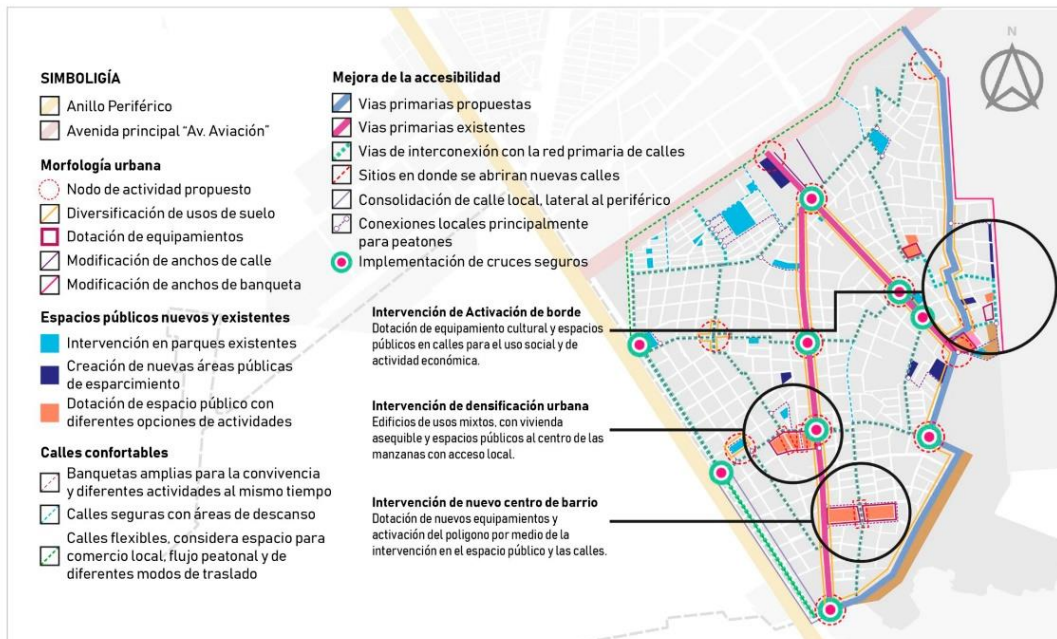 SIMBOLIGÍA
Anillo Periférico
Avenida principal “Av. Aviación”
Morfología urbana
Nodo de actividad propuesto
Diversificación de usos de suelo
Dotación de equipamientos
Modificación de anchos de calle
Modificación de anchos de banqueta
Espacios públicos nuevos y existentes
Intervención en parques existentes
Creación de nuevas áreas públicas
de esparcimiento
Dotación de espacio público con
diferentes opciones de actividades
Calles confortables
Banquetas amplias para la convivencia
y diferentes actividades al mismo tiempo
Calles seguras con áreas de descanso
Calles flexibles, considera espacio para
comercio local, flujo peatonal y de
diferentes modos de traslado
Mejora de la accesibilidad
Vias primarias propuestas
Vias primarias existentes
Vias de interconexión con la red primaria de calles
Sitios en donde se abriran nuevas calles
Consolidación de calle local, lateral al periférico
Conexiones locales principalmente
para peatones
Implementación de cruces seguros
Intervención de Activación de borde
Dotación de equipamiento cultural y espacios
públicos en calles para el uso social y de
actividad económica.
Intervención de densificación urbana
Edificios de usos mixtos, con vivienda
asequible y espacios públicos al centro de las
manzanas con acceso local.
Intervención de nuevo centro de barrio
Dotación de nuevos equipamientos y
activación del poligono por medio de la
intervención en el espacio público y las calles.
N